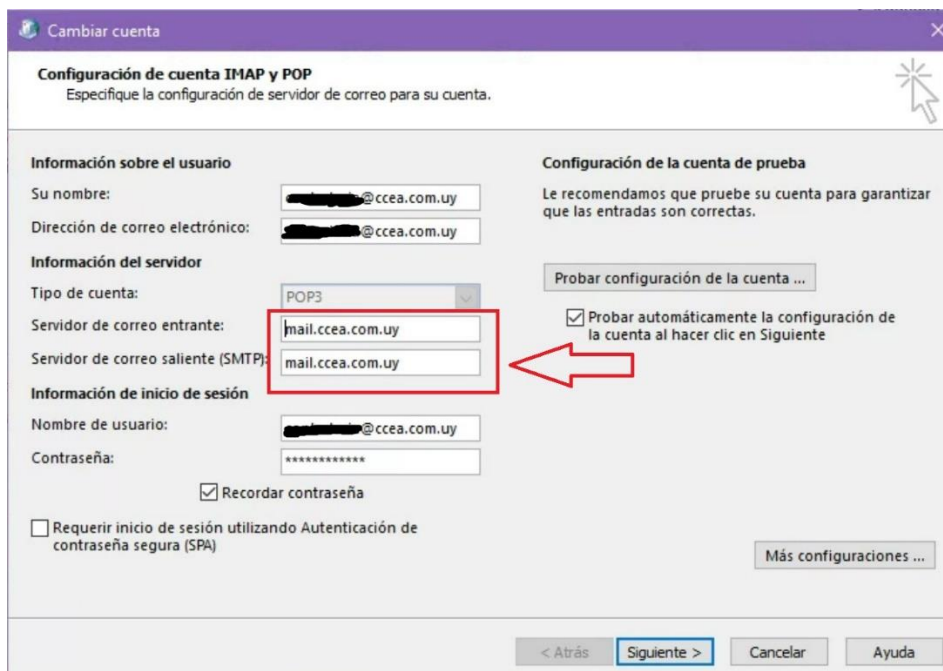 Cambiar cuenta
Configuración de cuenta IMAP y POP
Especifique la configuración de servidor de correo para su cuenta.
Información sobre el usuario
Su nombre:
@ccea.com.uy
Dirección de correo electrónico:
@ccea.com.uy
Información del servidor
Tipo de cuenta:
POP3
Servidor de correo entrante:
mail.ccea.com.uy
Servidor de correo saliente (SMTP):
mail.ccea.com.uy
Información de inicio de sesión
Nombre de usuario:
@ccea.com.uy
Contraseña:
************
Recordar contraseña
Requerir inicio de sesión utilizando Autenticación de
contraseña segura (SPA)
Configuración de la cuenta de prueba
Le recomendamos que pruebe su cuenta para garantizar
que las entradas son correctas.
Probar configuración de la cuenta ...
Probar automáticamente la configuración de
la cuenta al hacer clic en Siguiente
Más configuraciones ...
< Atrás
Siguiente >
Cancelar
Ayuda